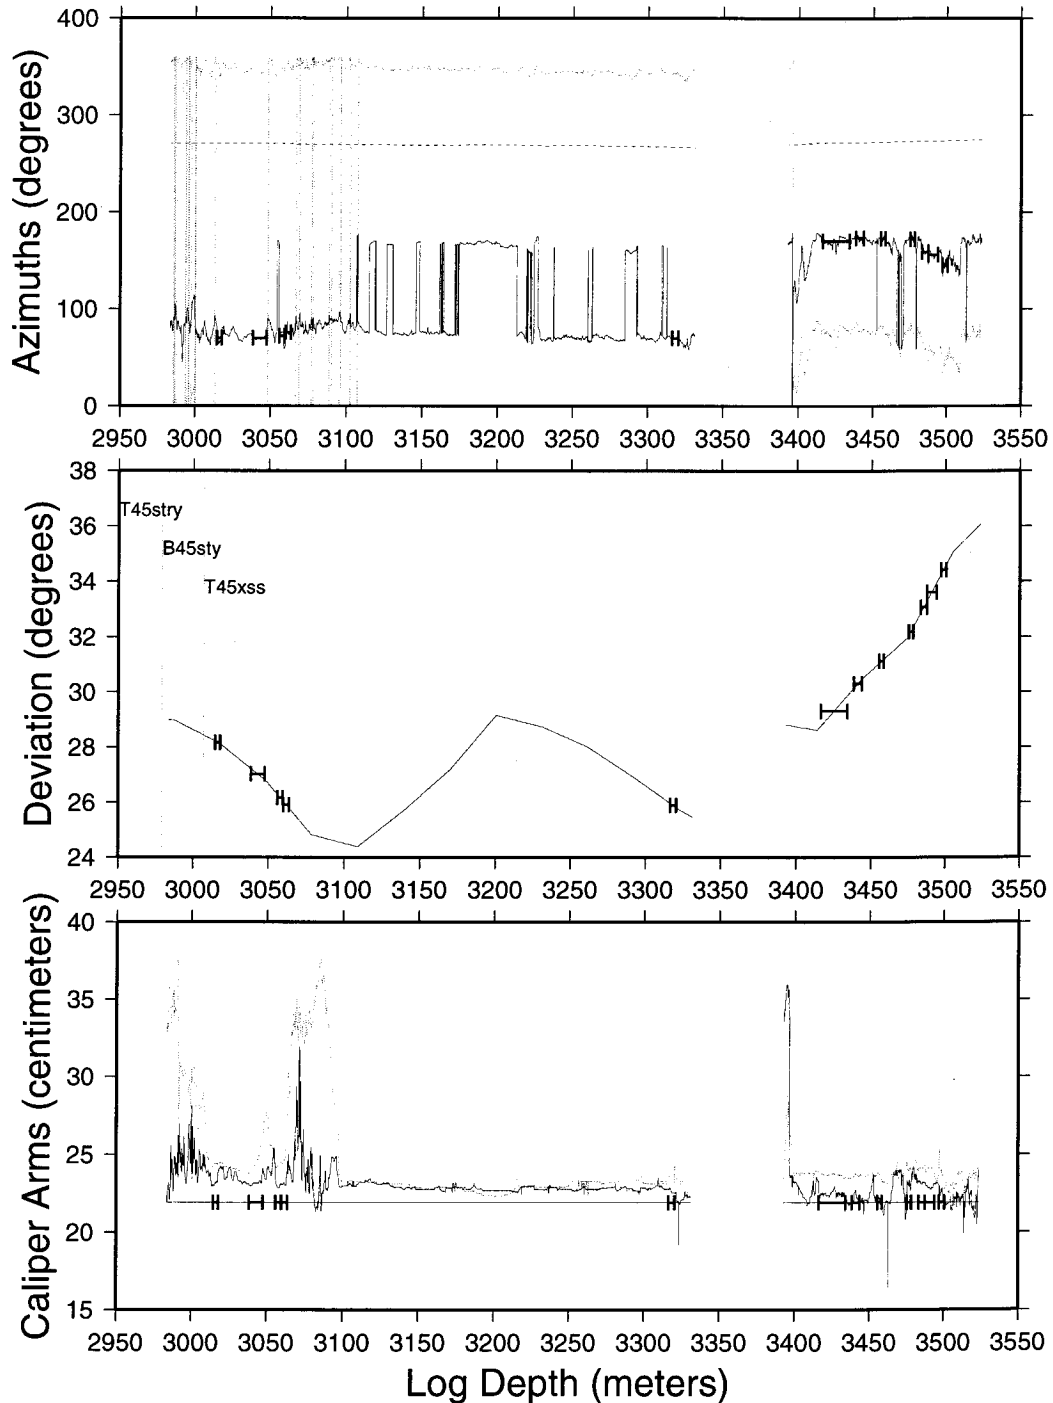 Azimuths (degrees)
400
300
200
100
0
2950 3000 3050 3100 3150 3200 3250 3300 3350 3400 3450 3500 3550
Deviation (degrees)
38
36
34
32
30
28
26
24
T45stry
B45sty
T45xss
2950 3000 3050 3100 3150 3200 3250 3300 3350 3400 3450 3500 3550
Caliper Arms (centimeters)
40
35
30
25
20
15
2950 3000 3050 3100 3150 3200 3250 3300 3350 3400 3450 3500 3550
Log Depth (meters)